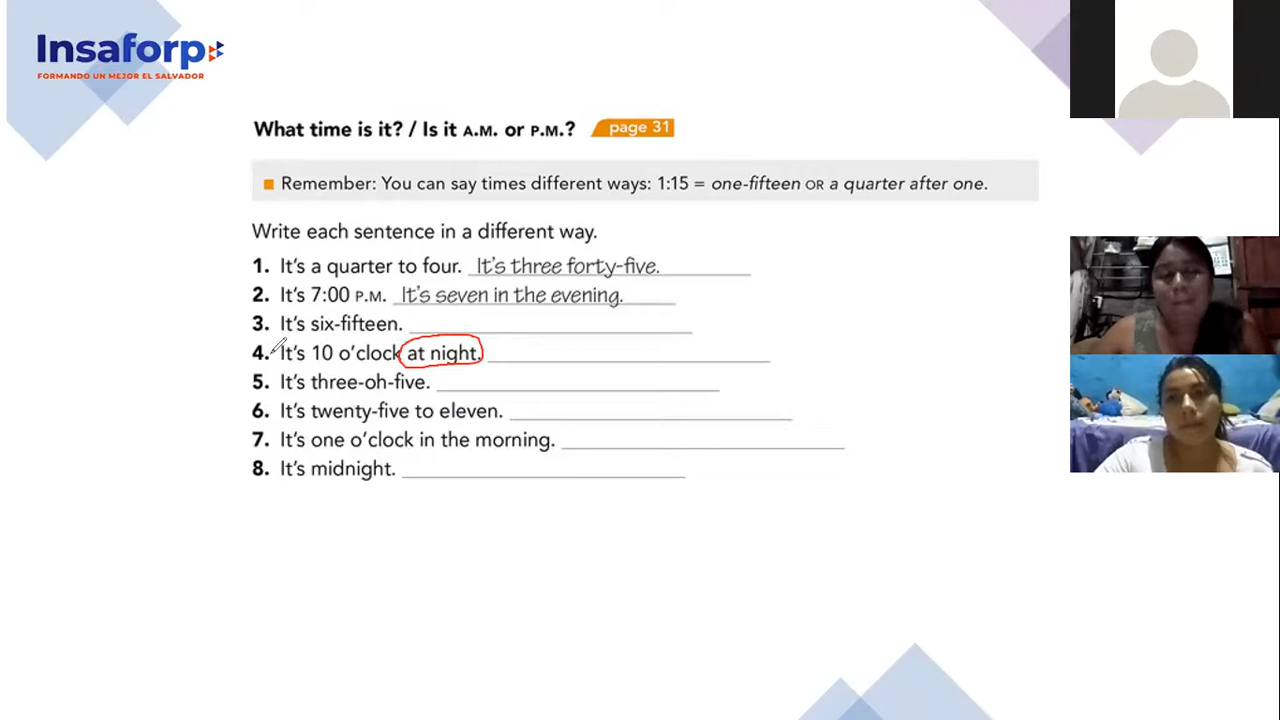 Insaforp
FORMANDO UN MEJOR EL SALVADOR
What time is it? / Is it A.M. or P.M.? page 31
Remember: You can say times different ways: 1:15 = one-fifteen OR a quarter after one.
Write each sentence in a different way.
1. It's a quarter to four. It's three forty-five.
2. It's 7:00 P.M. It's seven in the evening.
3. It's six-fifteen.
4. It's 10 o'clock at night.
5. It's three-oh-five.
6. It's twenty-five to eleven.
7. It's one o'clock in the morning.
8. It's midnight.